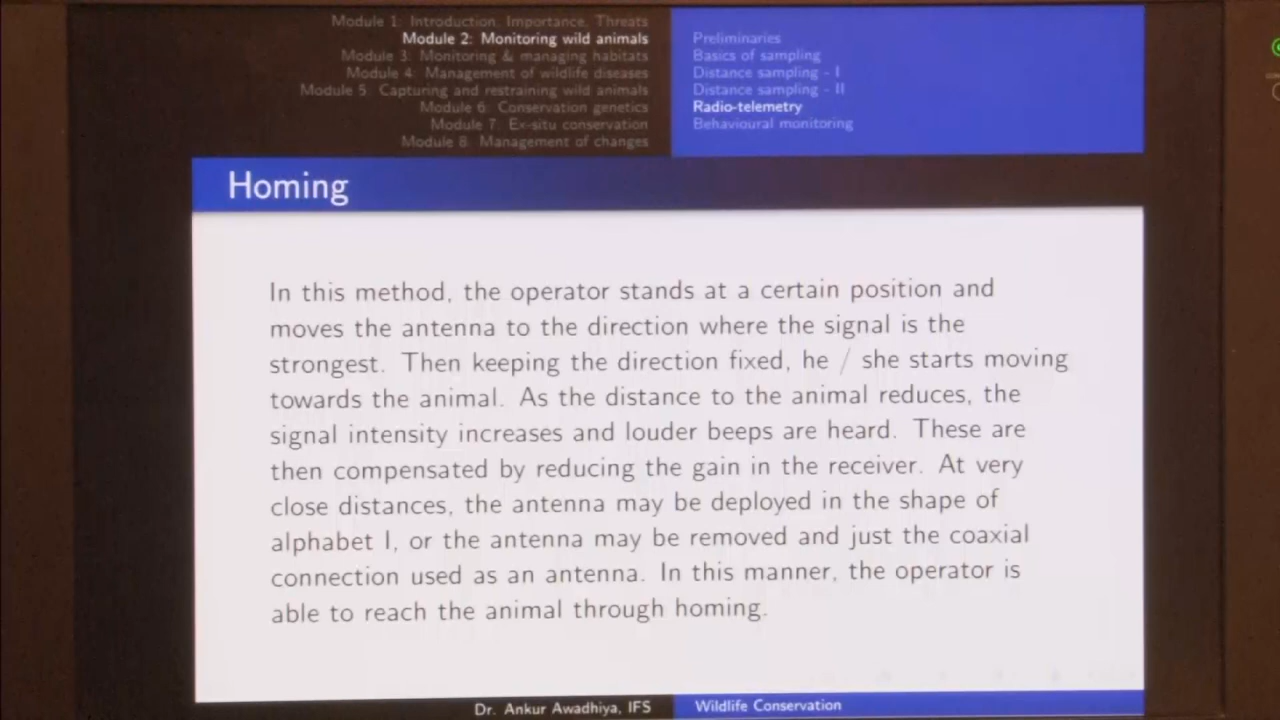 Module 1: Introduction, Importance, Threats
Module 2: Monitoring wild animals
Module 3: Monitoring & managing habitats
Module 4: Management of wildlife diseases
Module 5: Capturing and restraining wild animals
Module 6: Conservation genetics
Module 7: Ex-situ conservation
Module 8: Management of changes
Preliminaries
Basics of sampling
Distance sampling - I
Distance sampling - II
Radio-telemetry
Behavioural monitoring
Homing
In this method, the operator stands at a certain position and
moves the antenna to the direction where the signal is the
strongest. Then keeping the direction fixed, he / she starts moving
towards the animal. As the distance to the animal reduces, the
signal intensity increases and louder beeps are heard. These are
then compensated by reducing the gain in the receiver. At very
close distances, the antenna may be deployed in the shape of
alphabet I, or the antenna may be removed and just the coaxial
connection used as an antenna. In this manner, the operator is
able to reach the animal through homing.
Dr. Ankur Awadhiya, IFS
Wildlife Conservation